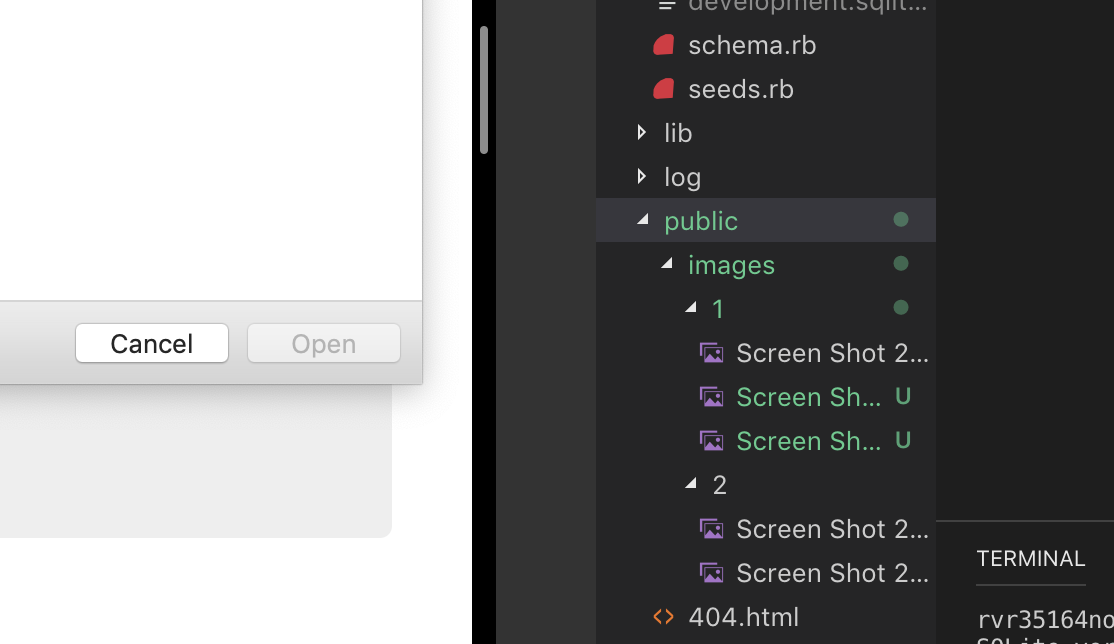 development.sqlit...
schema.rb
seeds.rb
lib
log
public
images
1
Screen Shot 2...
Screen Sh... U
Screen Sh... U
2
Screen Shot 2...
Screen Shot 2...
404.html
Cancel
Open
TERMINAL
rvr35164no